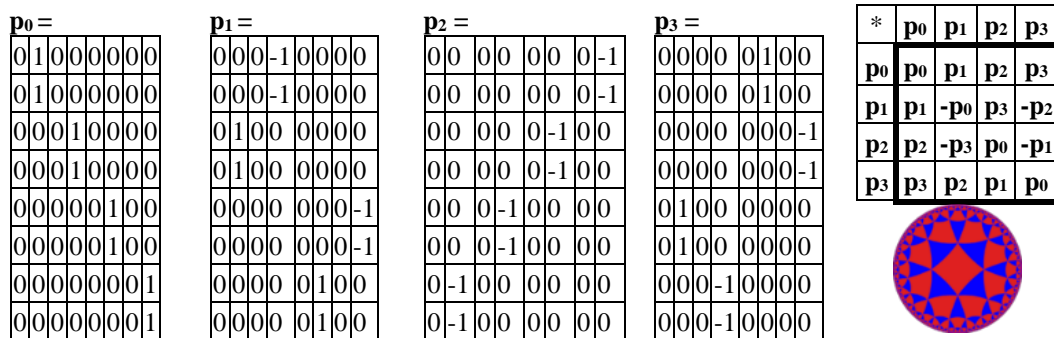 p0 = p1 = p2 = p3 =
0 1 0 0 0 0 0 0 0 0 0 -1 0 0 0 0 0 0 0 0 0 0 0 -1 0 0 0 0 0 1 0 0
0 1 0 0 0 0 0 0 0 0 0 -1 0 0 0 0 0 0 0 0 0 0 0 -1 0 0 0 0 0 1 0 0
0 0 0 1 0 0 0 0 0 1 0 0 0 0 0 0 0 0 0 0 0 -1 0 0 0 0 0 0 0 0 0 -1
0 0 0 1 0 0 0 0 0 1 0 0 0 0 0 0 0 0 0 0 0 -1 0 0 0 0 0 0 0 0 0 -1
0 0 0 0 0 1 0 0 0 0 0 0 0 0 0 -1 0 0 0 -1 0 0 0 0 0 1 0 0 0 0 0 0
0 0 0 0 0 1 0 0 0 0 0 0 0 0 0 -1 0 0 0 -1 0 0 0 0 0 1 0 0 0 0 0 0
0 0 0 0 0 0 0 1 0 0 0 0 0 1 0 0 0 -1 0 0 0 0 0 0 0 0 0 -1 0 0 0 0
0 0 0 0 0 0 0 1 0 0 0 0 0 1 0 0 0 -1 0 0 0 0 0 0 0 0 0 -1 0 0 0 0
* p0 p1 p2 p3
p0 p0 p1 p2 p3
p1 p1 -p0 p3 -p2
p2 p2 -p3 p0 -p1
p3 p3 p2 p1 p0